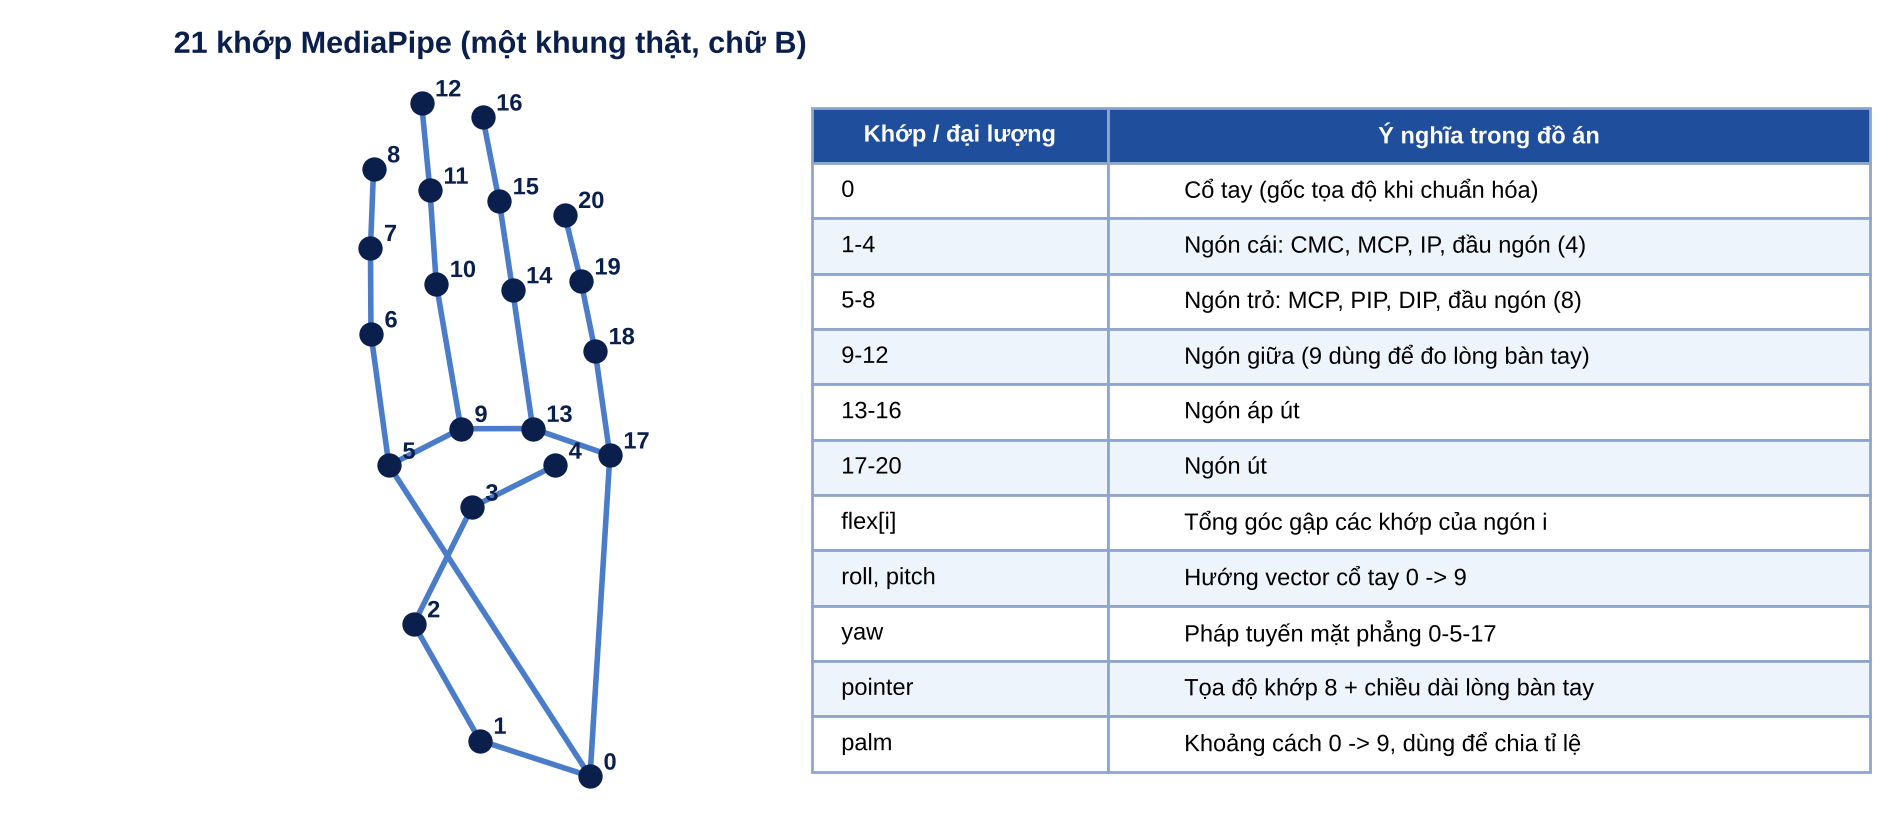 21 khớp MediaPipe (một khung thật, chữ B)
12
16
8
11
15
20
7
10
14
19
6
18
9
13
5
4
17
3
2
1
0
Khớp / đại lượng	Ý nghĩa trong đồ án
0	Cổ tay (gốc tọa độ khi chuẩn hóa)
1-4	Ngón cái: CMC, MCP, IP, đầu ngón (4)
5-8	Ngón trỏ: MCP, PIP, DIP, đầu ngón (8)
9-12	Ngón giữa (9 dùng để đo lòng bàn tay)
13-16	Ngón áp út
17-20	Ngón út
flex[i]	Tổng góc gập các khớp của ngón i
roll, pitch	Hướng vector cổ tay 0 -> 9
yaw	Pháp tuyến mặt phẳng 0-5-17
pointer	Tọa độ khớp 8 + chiều dài lòng bàn tay
palm	Khoảng cách 0 -> 9, dùng để chia tỉ lệ